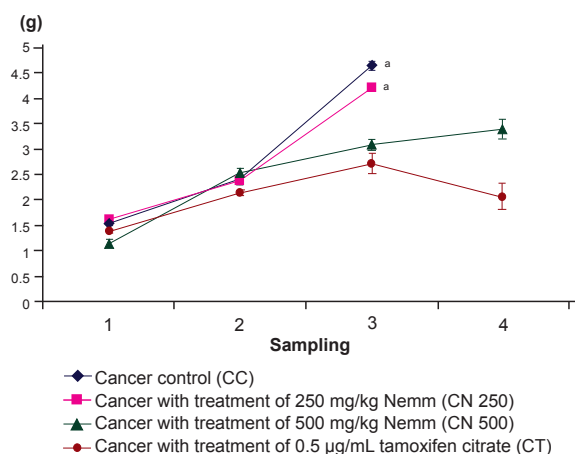 (g)
5
4.5
4
3.5
3
2.5
2
1.5
1
0.5
0
a
a
1 2 3 4
Sampling
Cancer control (CC)
Cancer with treatment of 250 mg/kg Nemm (CN 250)
Cancer with treatment of 500 mg/kg Nemm (CN 500)
Cancer with treatment of 0.5 µg/mL tamoxifen citrate (CT)